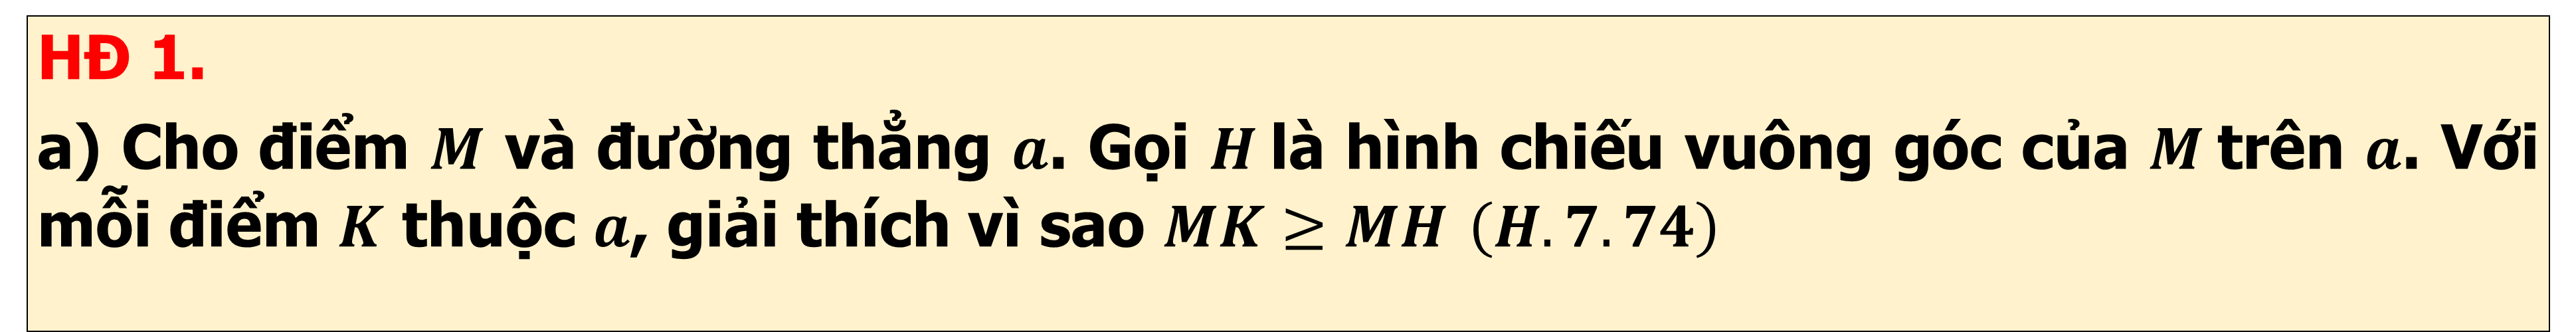 HĐ 1.
a) Cho điểm M và đường thẳng a. Gọi H là hình chiếu vuông góc của M trên a. Với
mỗi điểm K thuộc a, giải thích vì sao MK ≥ MH (H. 7. 74)